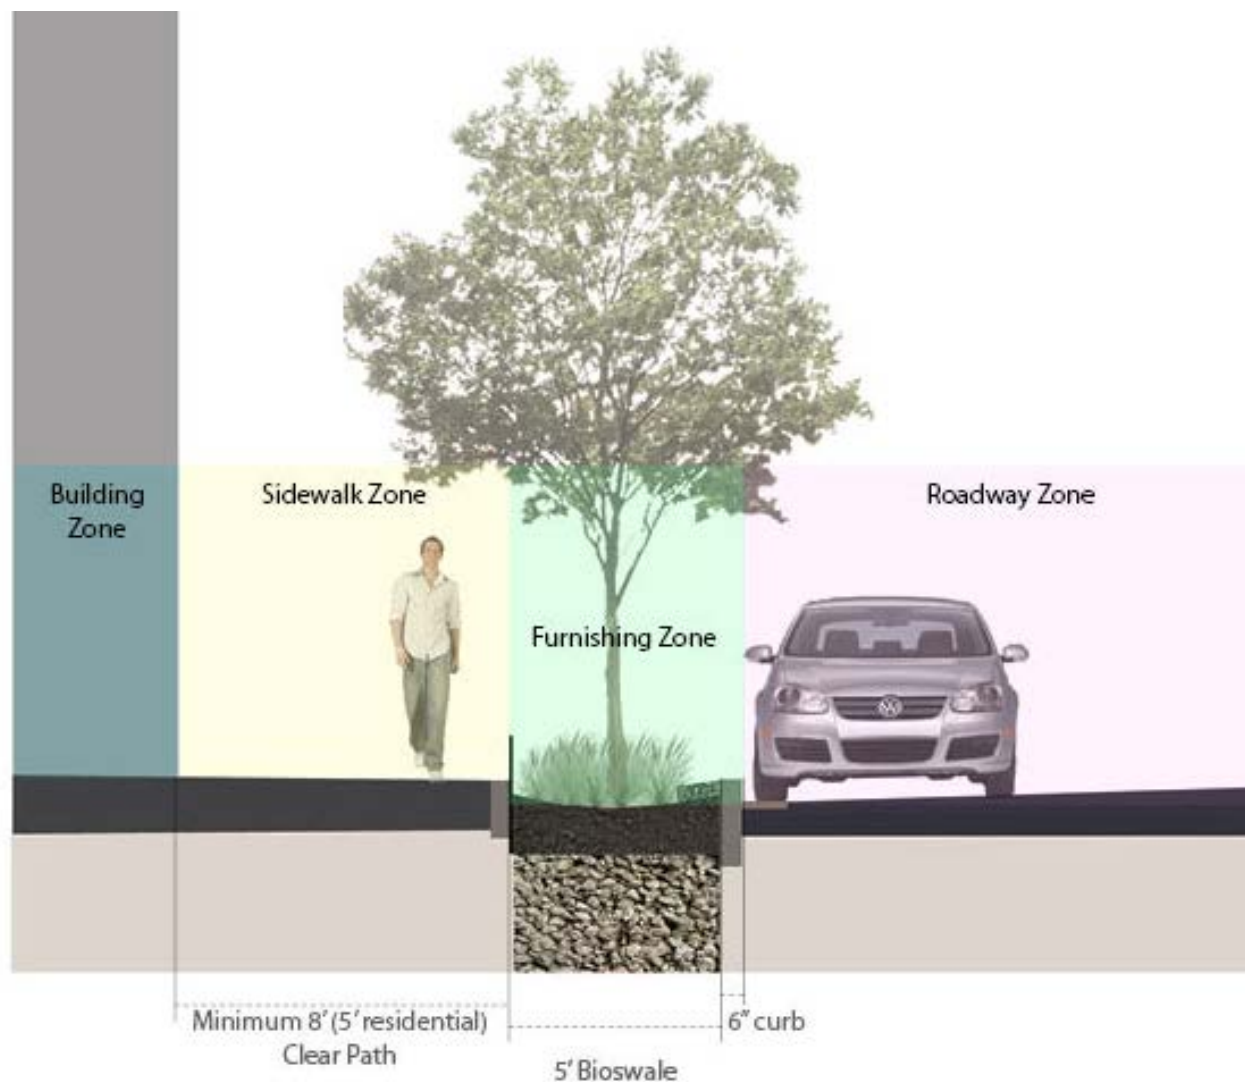 Building
Zone
Sidewalk Zone
Furnishing Zone
Roadway Zone
Minimum 8' (5' residential)
Clear Path
5' Bioswale
6" curb